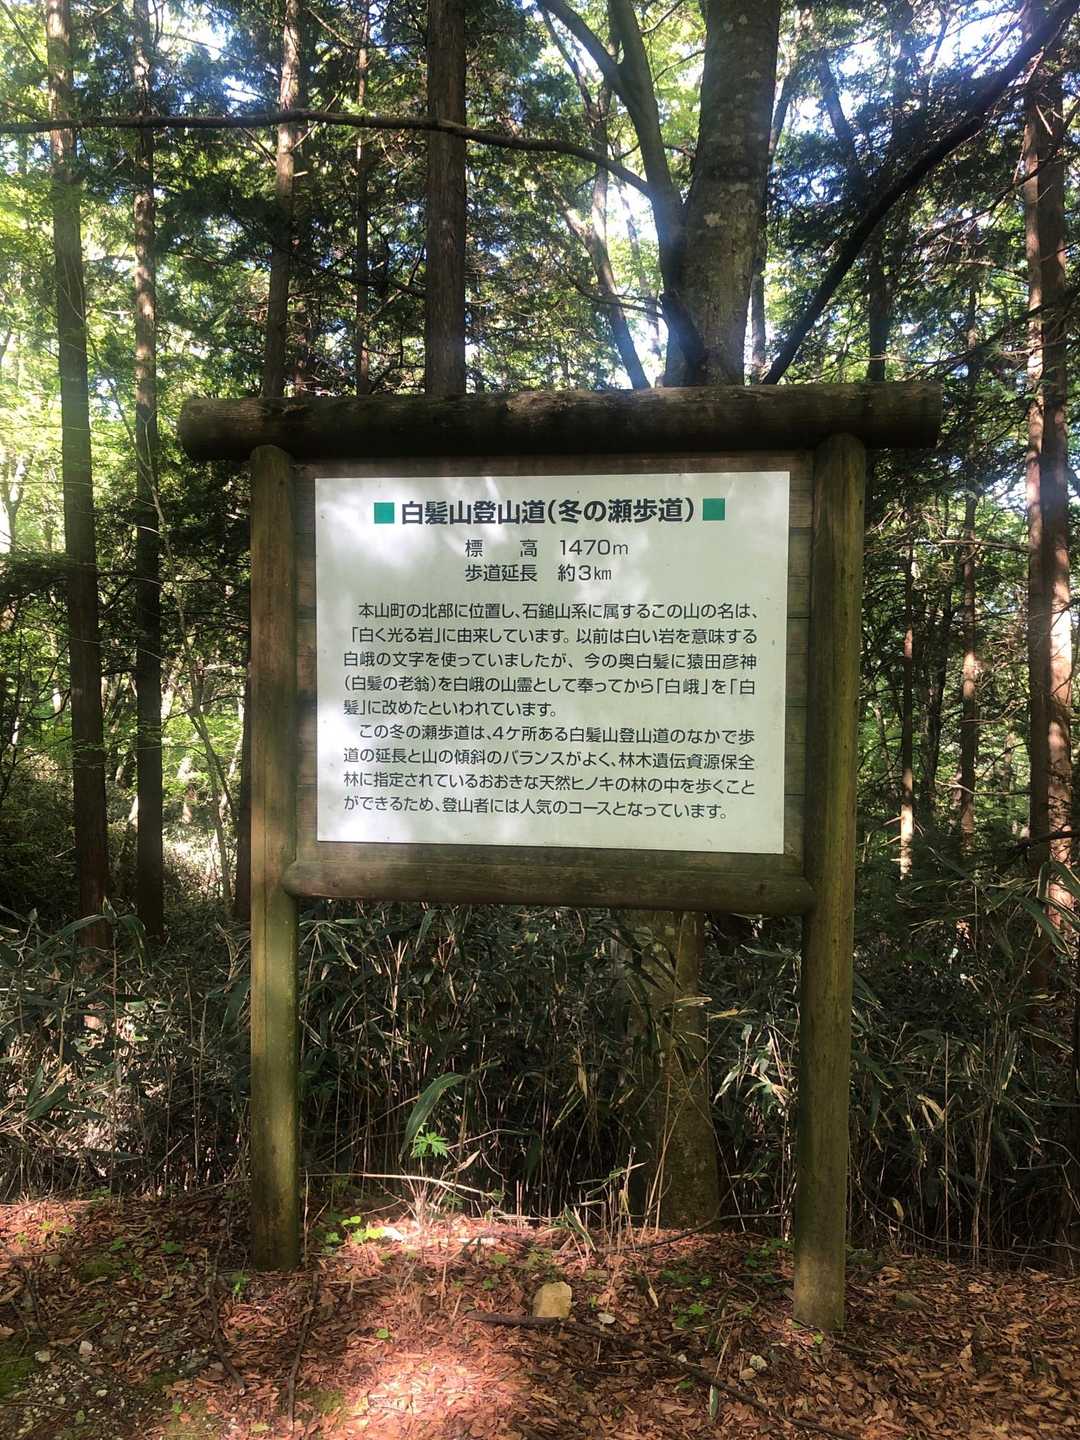 ■白髪山登山道(冬の瀬歩道)■
標　高　1470m
歩道延長　約3km
本山町の北部に位置し、石鎚山系に属するこの山の名は、
「白く光る岩」に由来しています。以前は白い岩を意味する
白峨の文字を使っていましたが、今の奥白髪に猿田彦神
(白髪の老翁)を白峨の山霊として奉ってから「白峨」を「白
髪」に改めたといわれています。
この冬の瀬歩道は、4ケ所ある白髪山登山道のなかで歩
道の延長と山の傾斜のバランスがよく、林木遺伝資源保全
林に指定されているおおきな天然ヒノキの林の中を歩くこと
ができるため、登山者には人気のコースとなっています。